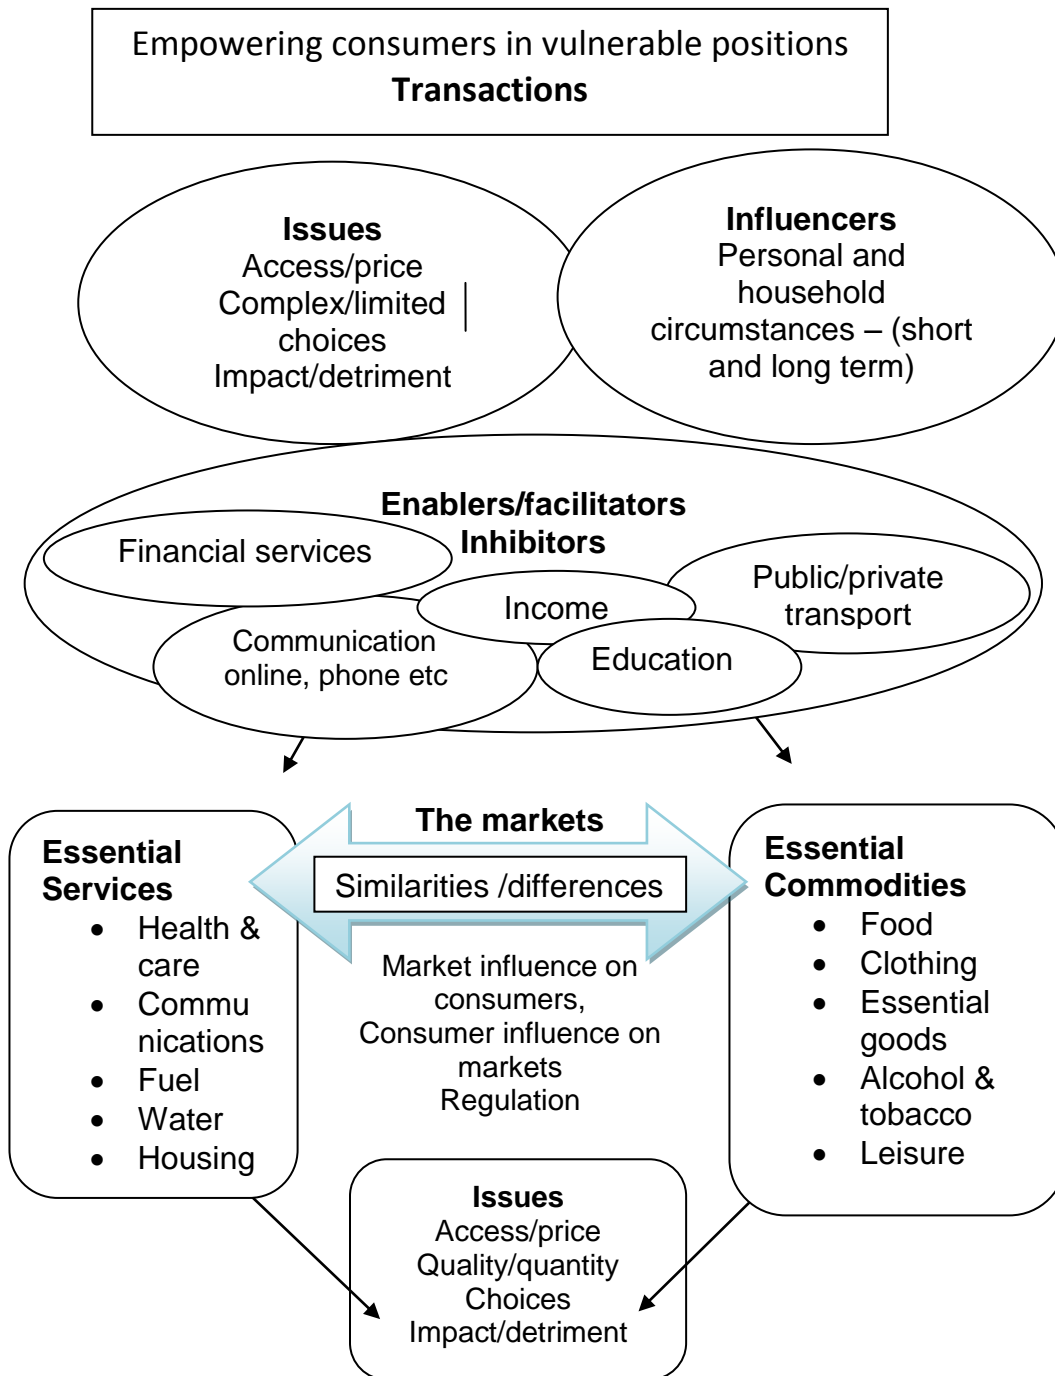 Empowering consumers in vulnerable positions
Transactions
Issues
Access/price
Complex/limited
choices
Impact/detriment
Influencers
Personal and
household
circumstances – (short
and long term)
Enablers/facilitators
Inhibitors
Financial services
Income
Public/private
transport
Communication
online, phone etc
Education
The markets
Similarities /differences
Essential
Services
• Health &
care
• Commu
nications
• Fuel
• Water
• Housing
Market influence on
consumers,
Consumer influence on
markets
Regulation
Essential
Commodities
• Food
• Clothing
• Essential
goods
• Alcohol &
tobacco
• Leisure
Issues
Access/price
Quality/quantity
Choices
Impact/detriment